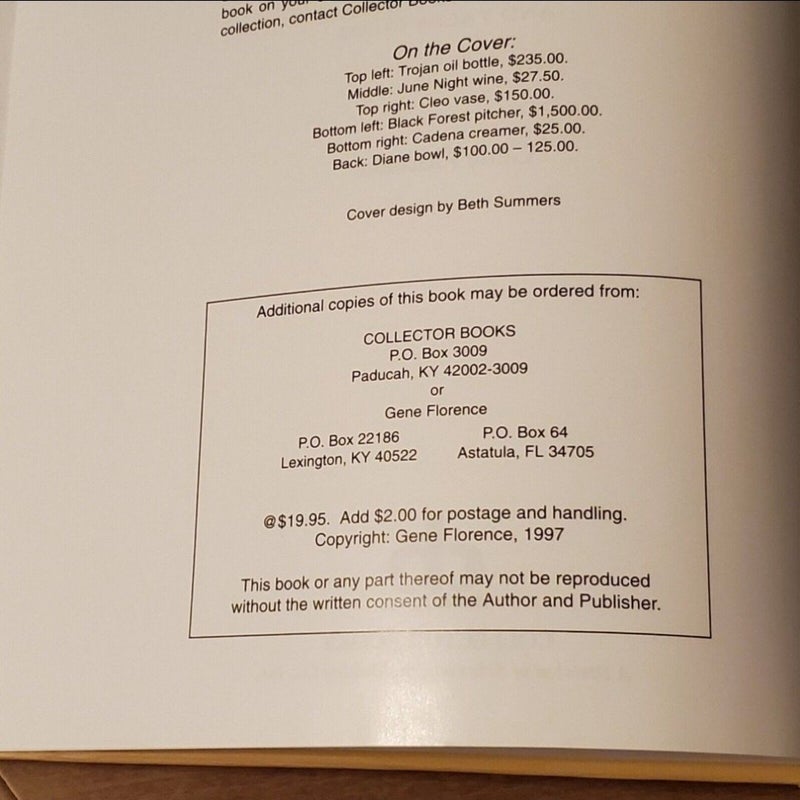 book on your
collection, contact Collector
On the Cover:
Top left: Trojan oil bottle, $235.00.
Middle: June Night wine, $27.50.
Top right: Cleo vase, $150.00.
Bottom left: Black Forest pitcher, $1,500.00.
Bottom right: Cadena creamer, $25.00.
Back: Diane bowl, $100.00 – 125.00.
Cover design by Beth Summers
Additional copies of this book may be ordered from:
COLLECTOR BOOKS
P.O. Box 3009
Paducah, KY 42002-3009
or
Gene Florence
P.O. Box 22186
Lexington, KY 40522
P.O. Box 64
Astatula, FL 34705
@$19.95. Add $2.00 for postage and handling.
Copyright: Gene Florence, 1997
This book or any part thereof may not be reproduced
without the written consent of the Author and Publisher.